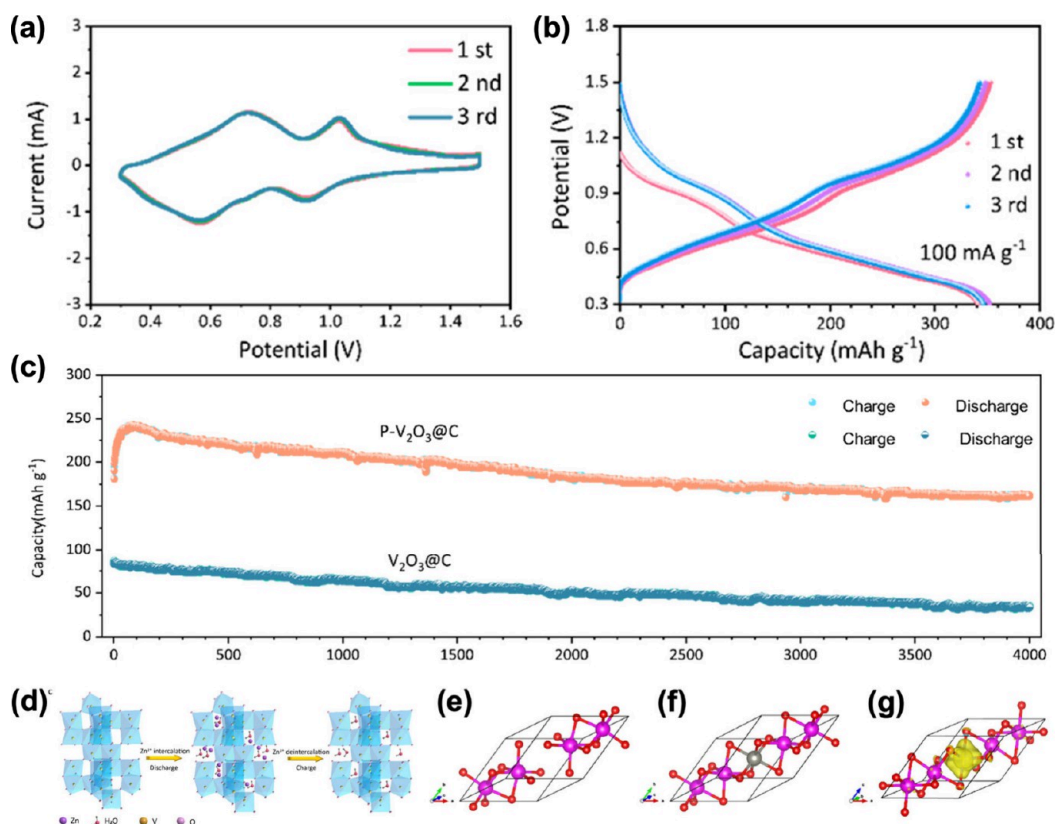 (a)
3
2
1
0
-1
-2
-3
Current (mA)
1 st
2 nd
3 rd
0.2 0.4 0.6 0.8 1.0 1.2 1.4 1.6
Potential (V)
(b)
1.8
1.5
1.2
0.9
0.6
0.3
Potential (V)
1 st
2 nd
3 rd
100 mA g⁻¹
0 100 200 300 400
Capacity (mAh g⁻¹)
(c)
300
250
200
150
100
50
0
Capacity(mAh g⁻¹)
Charge Discharge
Charge Discharge
P-V₂O₃@C
V₂O₃@C
0 500 1000 1500 2000 2500 3000 3500 4000
(d)
c
Zn²⁺ intercalation
Discharge
Zn²⁺ deintercalation
Charge
Zn H₂O V O
(e)
(f)
(g)